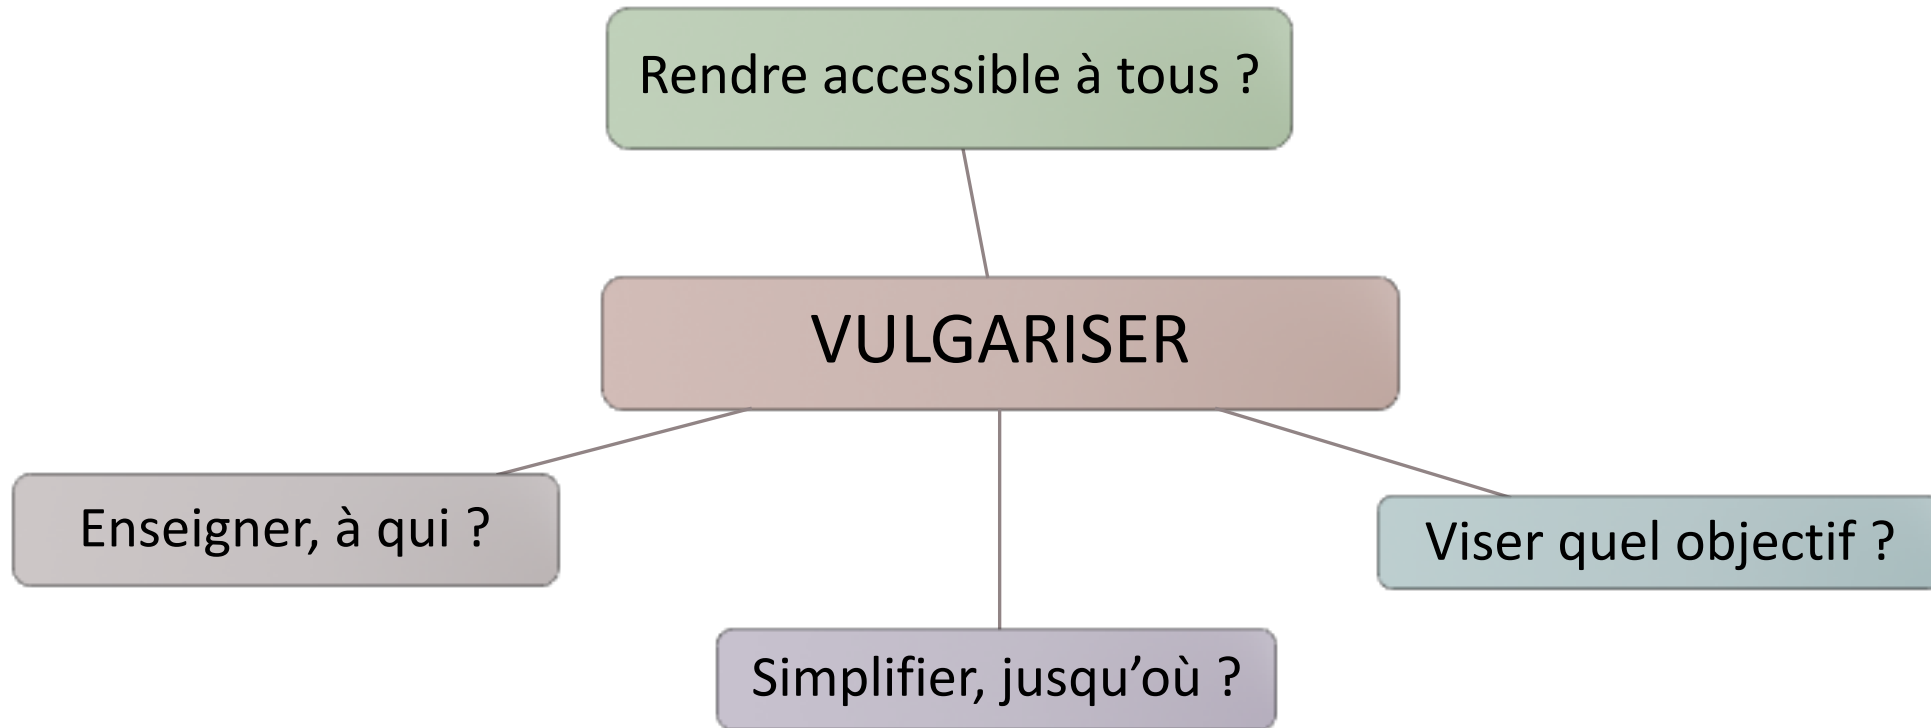 Rendre accessible à tous ?
VULGARISER
Enseigner, à qui ?
Viser quel objectif ?
Simplifier, jusqu’où ?